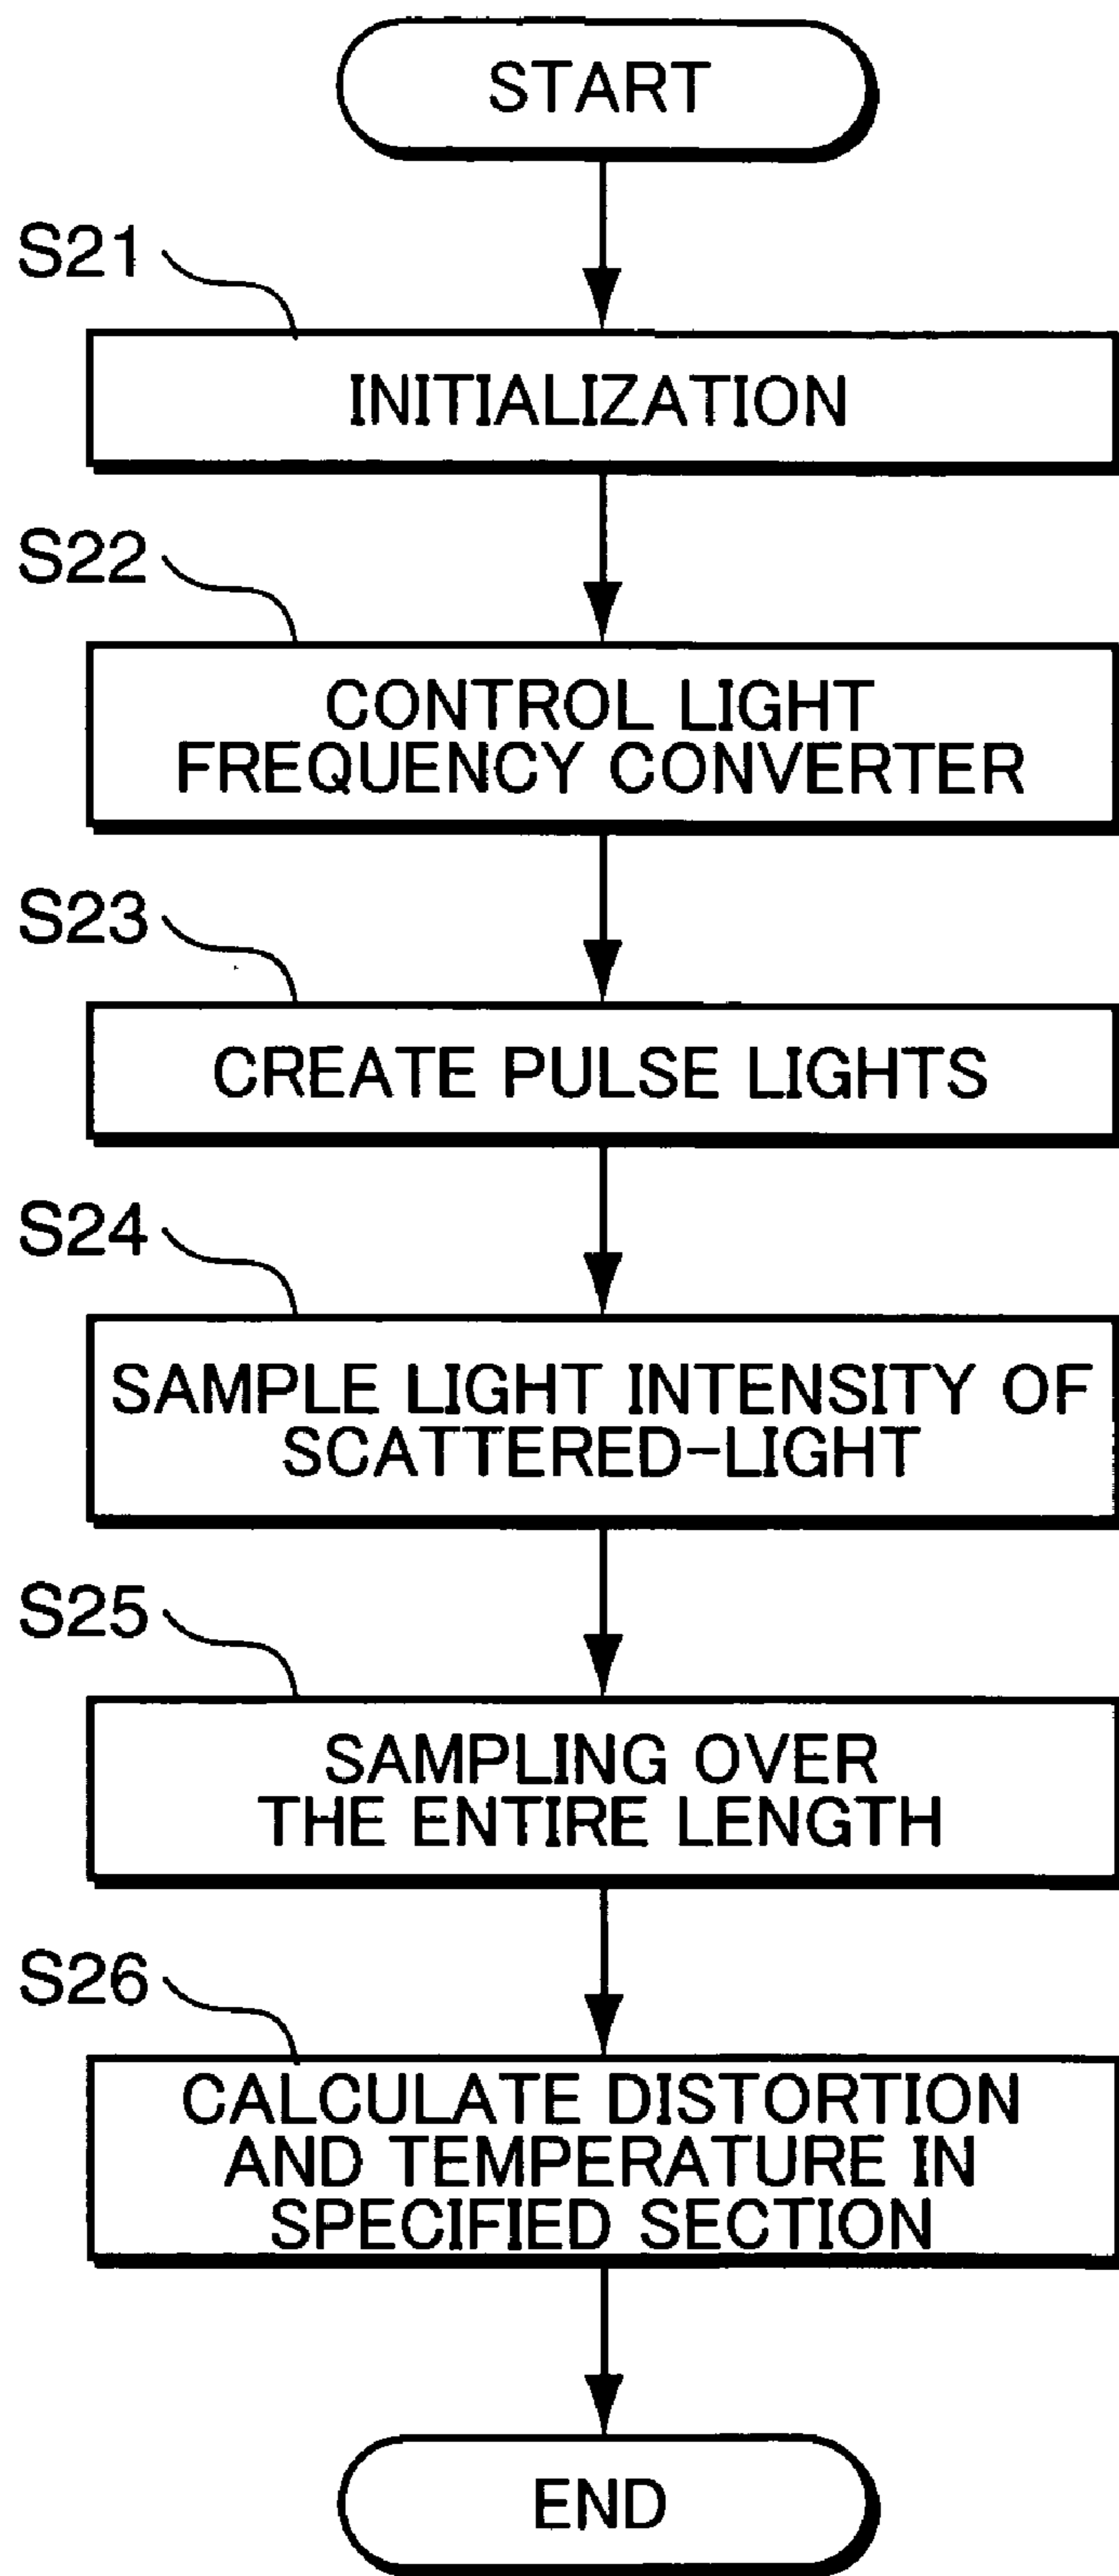 START
S21
INITIALIZATION
S22
CONTROL LIGHT
FREQUENCY CONVERTER
S23
CREATE PULSE LIGHTS
S24
SAMPLE LIGHT INTENSITY OF
SCATTERED-LIGHT
S25
SAMPLING OVER
THE ENTIRE LENGTH
S26
CALCULATE DISTORTION
AND TEMPERATURE IN
SPECIFIED SECTION
END